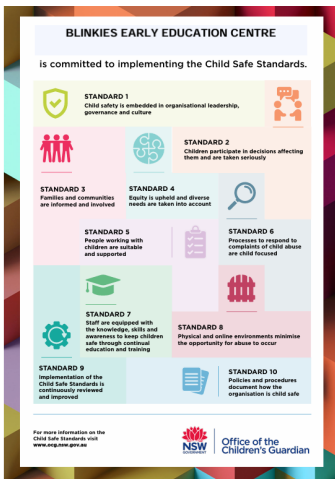 BLINKIES EARLY EDUCATION CENTRE
is committed to implementing the Child Safe Standards.
STANDARD 1
Child safety is embedded in organisational leadership,
governance and culture
STANDARD 2
Children participate in decisions affecting
them and are taken seriously
STANDARD 3
Families and communities
are informed and involved
STANDARD 4
Equity is upheld and diverse
needs are taken into account
STANDARD 5
People working with
children are suitable
and supported
STANDARD 6
Processes to respond to
complaints of child abuse
are child focused
STANDARD 7
Staff are equipped with
the knowledge, skills and
awareness to keep children
safe through continual
education and training
STANDARD 8
Physical and online environments minimise
the opportunity for abuse to occur
STANDARD 9
Implementation of the
Child Safe Standards is
continuously reviewed
and improved
STANDARD 10
Policies and procedures
document how the
organisation is child safe
For more information on the
Child Safe Standards visit
www.ocg.nsw.gov.au
NSW
GOVERNMENT
Office of the
Children's Guardian